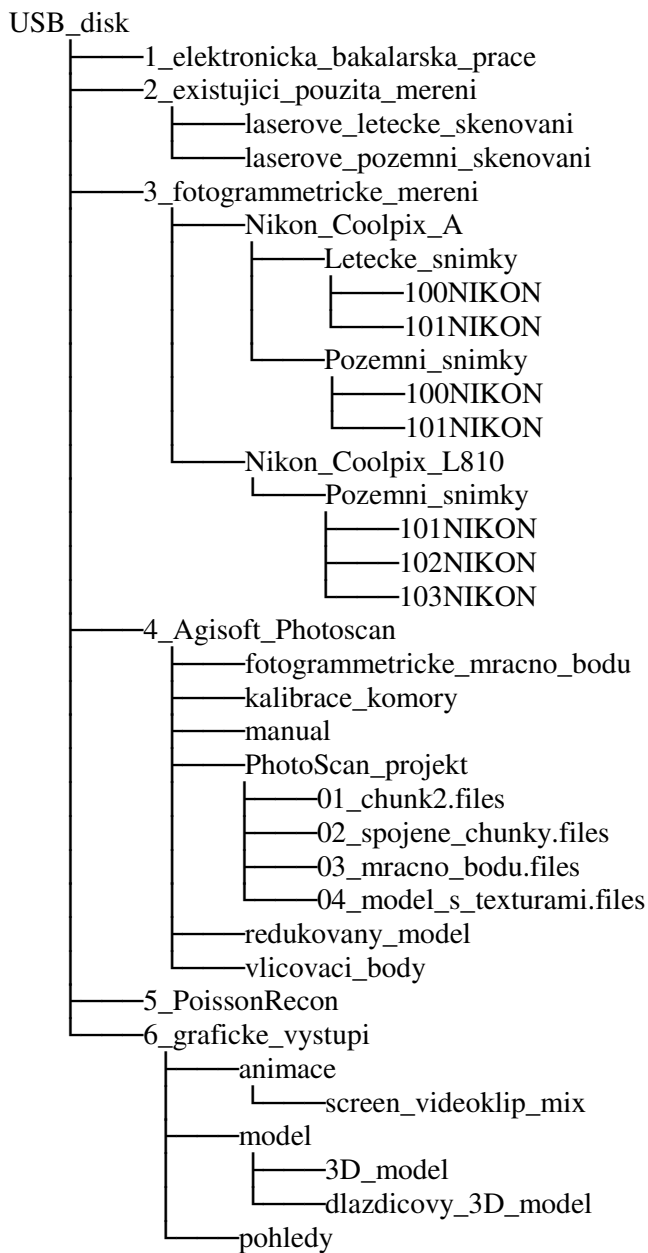 USB_disk
1_elektronicka_bakalarska_prace
2_existujici_pouzita_mereni
laserove_letecke_skenovani
laserove_pozemni_skenovani
3_fotogrammetricke_mereni
Nikon_Coolpix_A
Letecke_snimky
100NIKON
101NIKON
Pozemni_snimky
100NIKON
101NIKON
Nikon_Coolpix_L810
Pozemni_snimky
101NIKON
102NIKON
103NIKON
4_Agisoft_Photoscan
fotogrammetricke_mracno_bodu
kalibrace_komory
manual
PhotoScan_projekt
01_chunk2.files
02_spojene_chunky.files
03_mracno_bodu.files
04_model_s_texturami.files
redukovany_model
vlicovaci_body
5_PoissonRecon
6_graficke_vystupi
animace
screen_videoklip_mix
model
3D_model
dlazdicovy_3D_model
pohledy